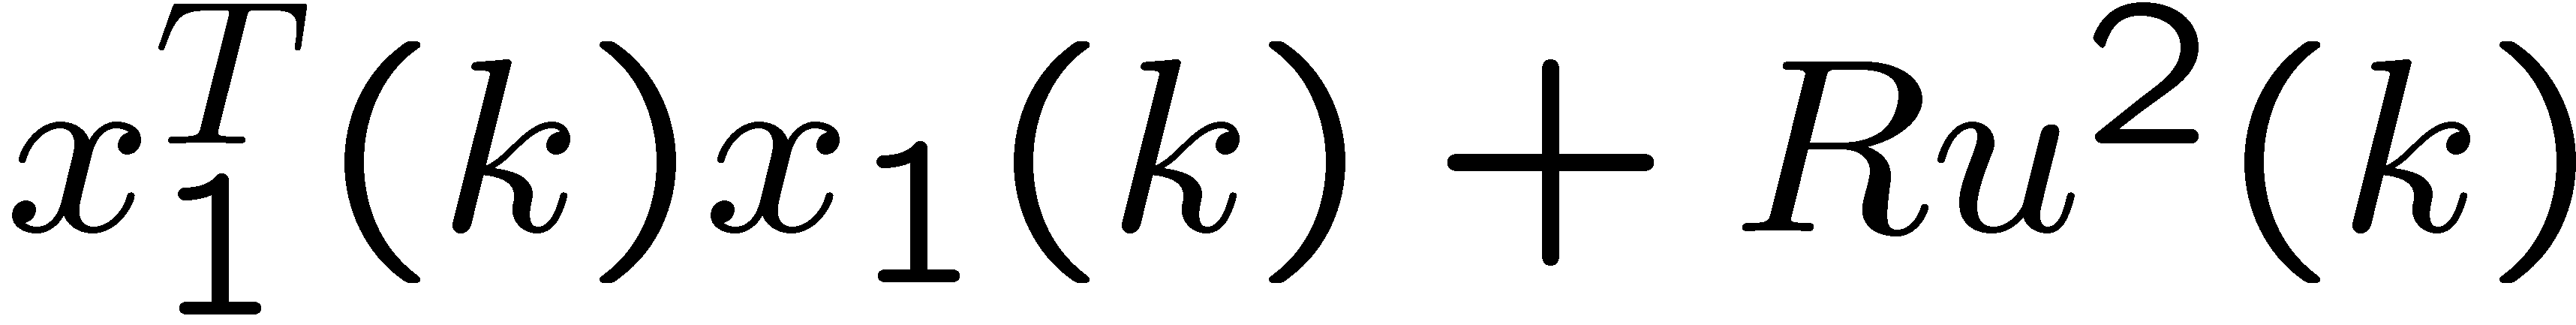 x_1^T(k)x_1(k) + Ru^2(k)